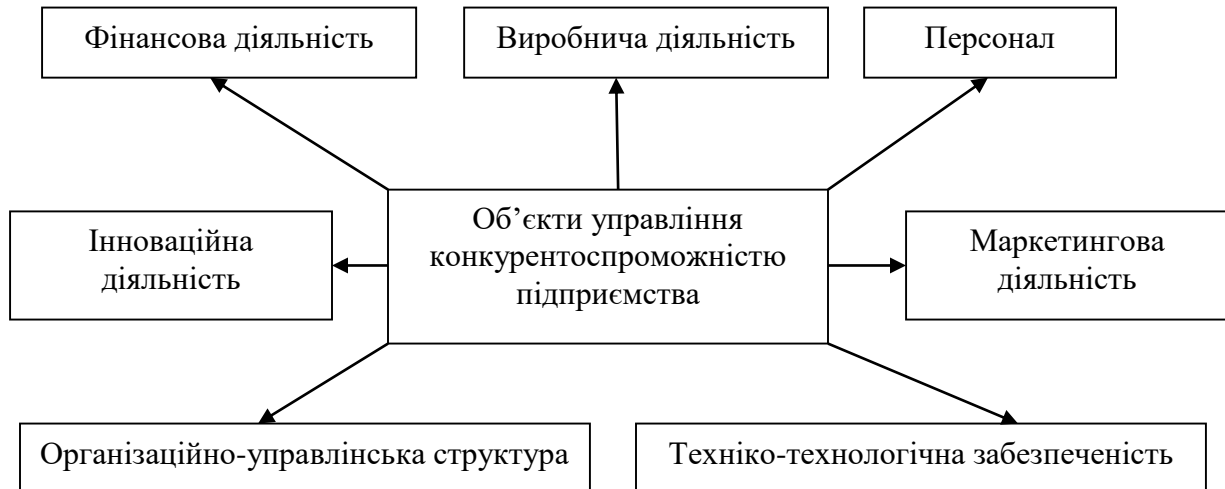 Фінансова діяльність
Виробнича діяльність
Персонал
Інноваційна
діяльність
Об’єкти управління
конкурентоспроможністю
підприємства
Маркетингова
діяльність
Організаційно-управлінська структура
Техніко-технологічна забезпеченість